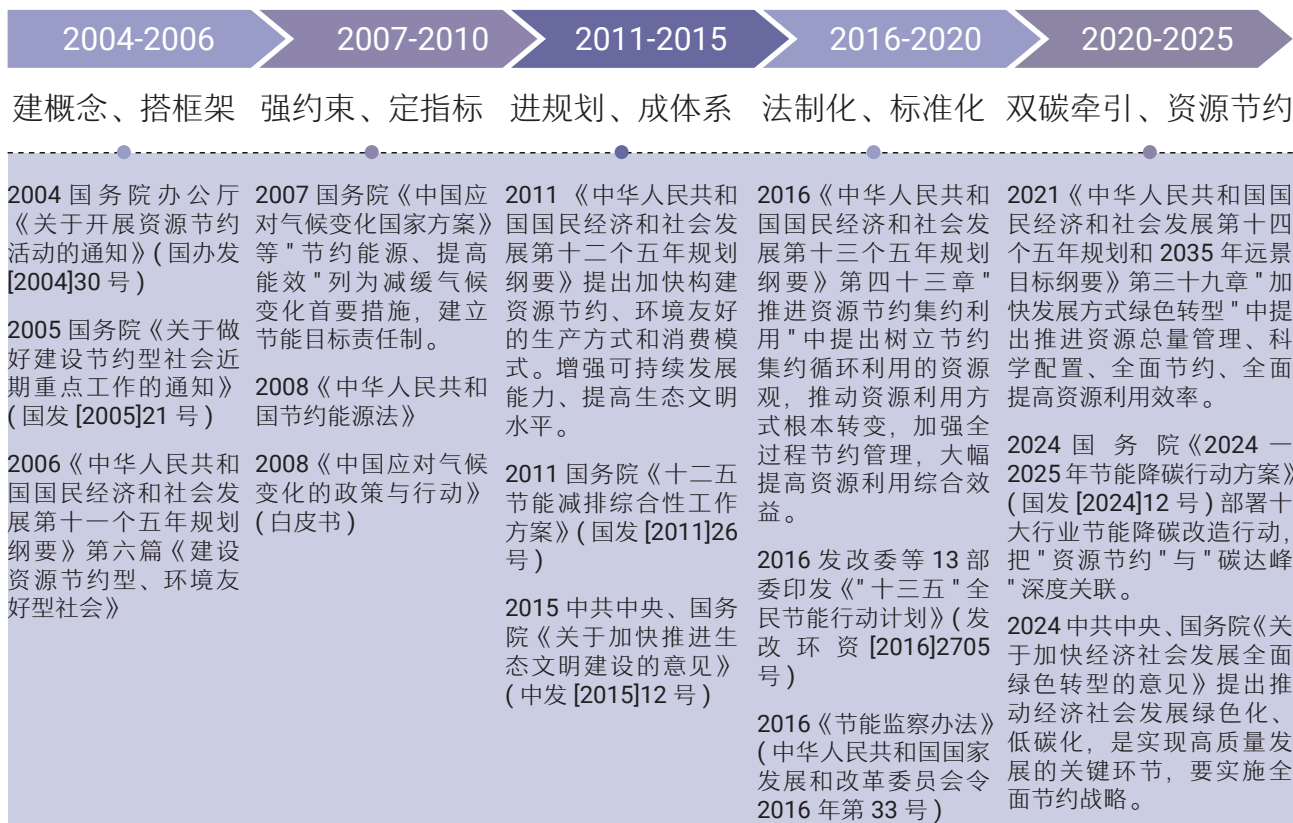 2004-2006
2007-2010
2011-2015
2016-2020
2020-2025
建概念、搭框架
强约束、定指标
进规划、成体系
法制化、标准化
双碳牵引、资源节约
2004 国务院办公厅
《关于开展资源节约
活动的通知》( 国办发
[2004]30 号 )
2005 国务院《关于做
好建设节约型社会近
期重点工作的通知》
( 国发 [2005]21 号 )
2006《中华人民共和
国国民经济和社会发
展第十一个五年规划
纲要》第六篇《建设
资源节约型、环境友
好型社会》
2007 国务院《中国应
对气候变化国家方案》
等 " 节约能源、提高
能效 " 列为减缓气候
变化首要措施，建立
节能目标责任制。
2008《中华人民共和
国节约能源法》
2008《中国应对气候
变化的政策与行动》
( 白皮书 )
2011 《中华人民共和
国国民经济和社会发
展第十二个五年规划
纲要》提出加快构建
资源节约、环境友好
的生产方式和消费模
式。增强可持续发展
能力、提高生态文明
水平。
2011 国务院《十二五
节能减排综合性工作
方案》( 国发 [2011]26
号 )
2015 中共中央、国务
院《关于加快推进生
态文明建设的意见》
( 中发 [2015]12 号 )
2016《中华人民共和
国国民经济和社会发
展第十三个五年规划
纲要》第四十三章 "
推进资源节约集约利
用 " 中提出树立节约
集约循环利用的资源
观，推动资源利用方
式根本转变，加强全
过程节约管理，大幅
提高资源利用综合效
益。
2016 发改委等 13 部
委印发《" 十三五 " 全
民节能行动计划》( 发
改环资 [2016]2705
号 )
2016《节能监察办法》
( 中华人民共和国国家
发展和改革委员会令
2016 年第 33 号 )
2021《中华人民共和国国
民经济和社会发展第十四
个五年规划和 2035 年远景
目标纲要》第三十九章 " 加
快发展方式绿色转型 " 中提
出推进资源总量管理、科
学配置、全面节约、全面
提高资源利用效率。
2024 国务院《2024 —
2025 年节能降碳行动方案》
( 国发 [2024]12 号 ) 部署十
大行业节能降碳改造行动，
把 " 资源节约 " 与 " 碳达峰
" 深度关联。
2024 中共中央、国务院《关
于加快经济社会发展全面
绿色转型的意见》提出推
动经济社会发展绿色化、
低碳化，是实现高质量发
展的关键环节，要实施全
面节约战略。